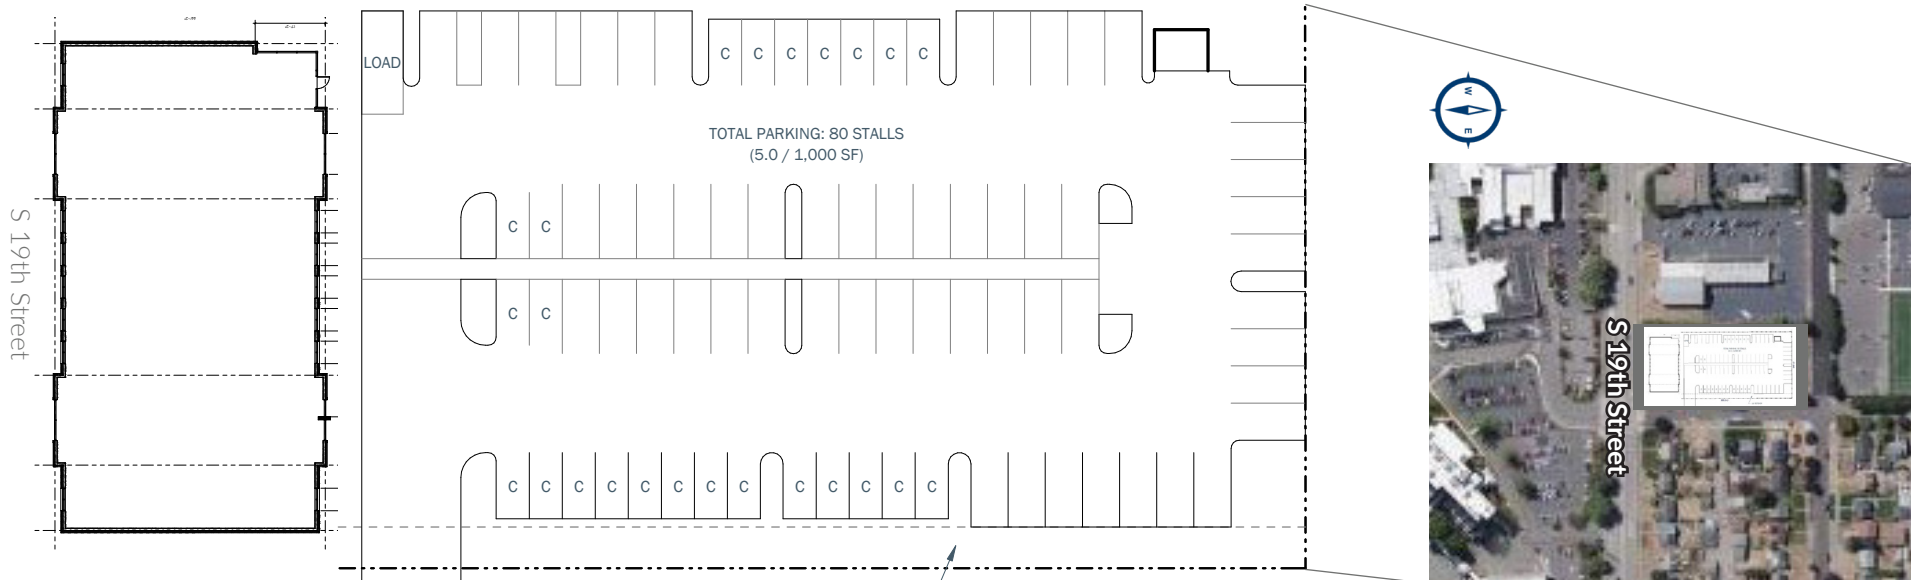 LOAD
C C C C C C C
TOTAL PARKING: 80 STALLS
(5.0 / 1,000 SF)
C C
C C
C C C C C C C C C C C C C
S 19th Street
W
E
S 19th Street